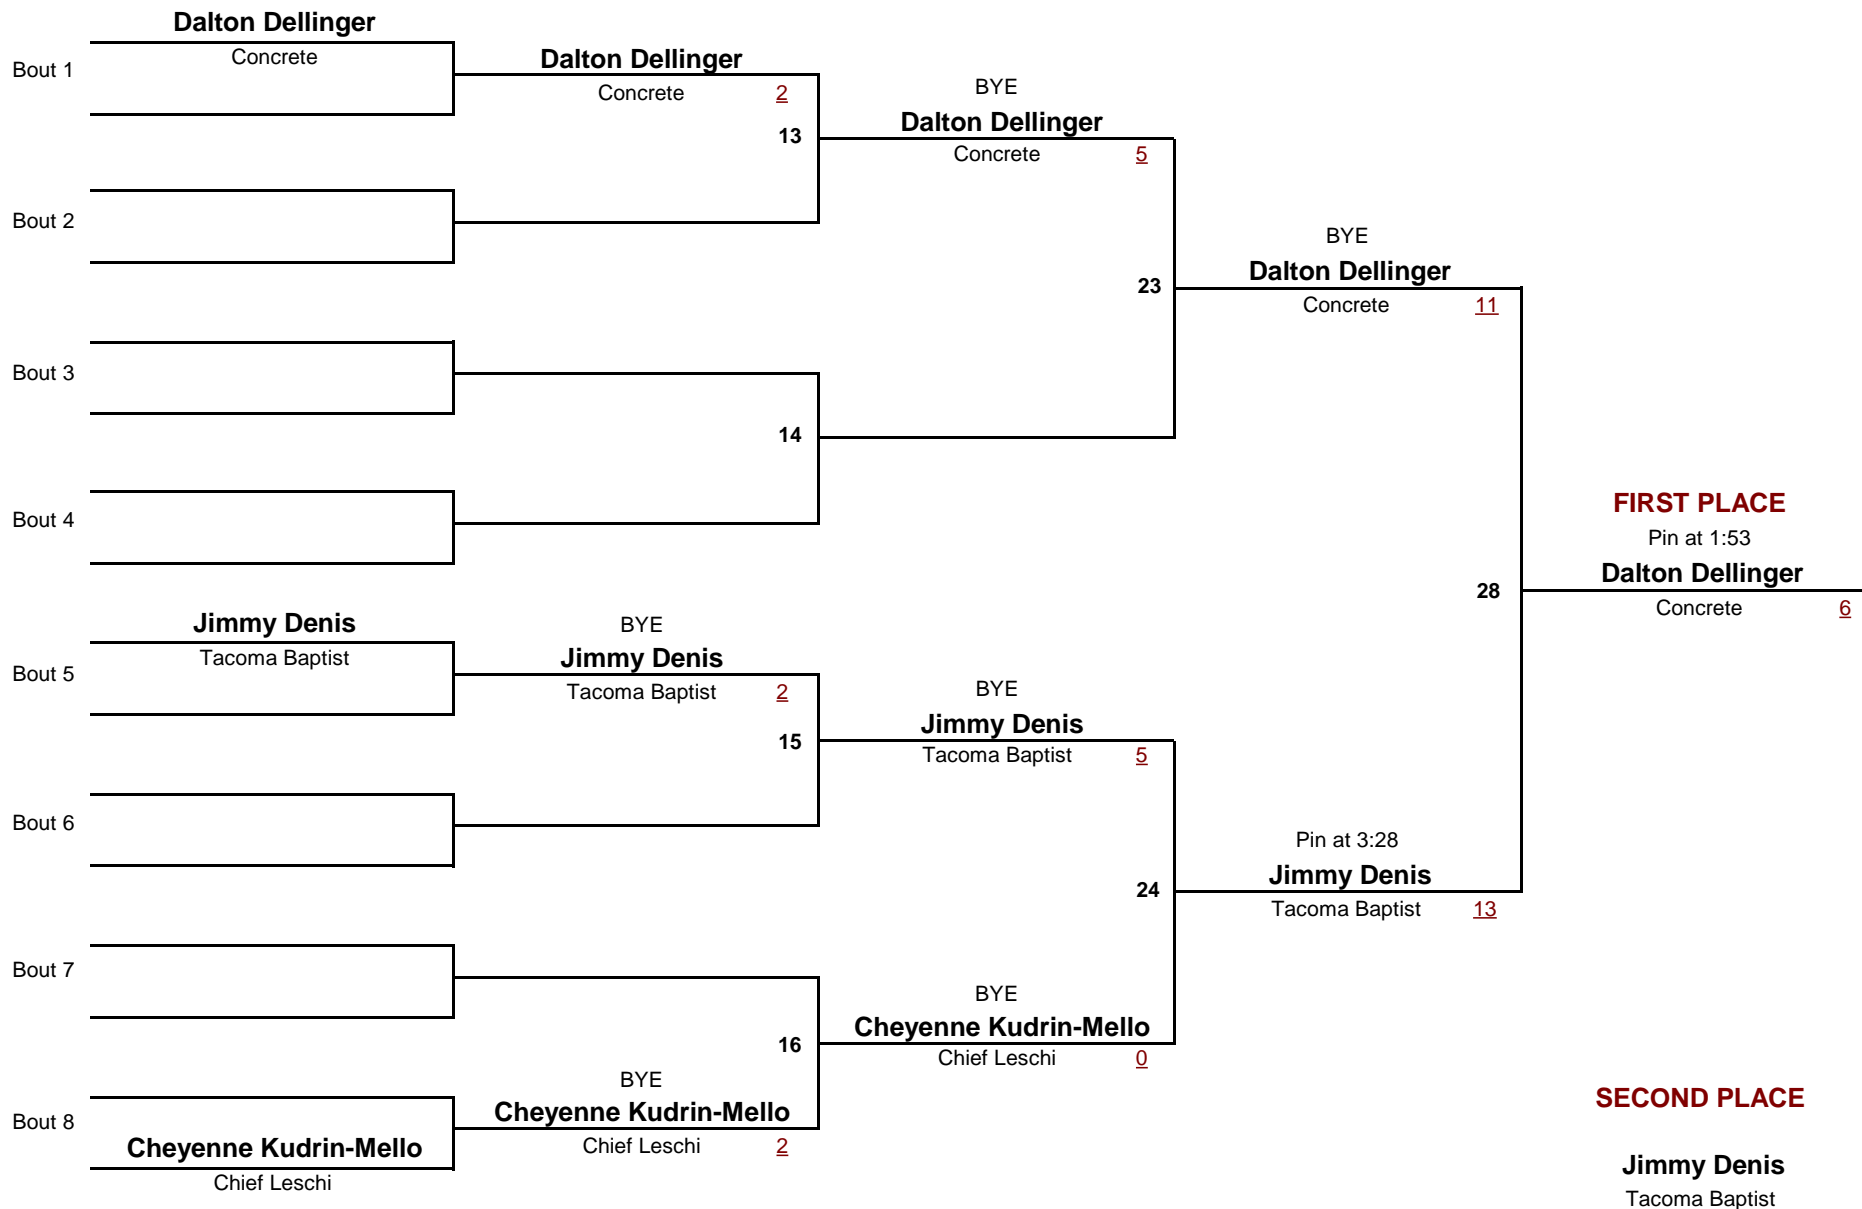 Dalton Dellinger
Bout 1
Concrete
Dalton Dellinger
Concrete 2
13
BYE
Dalton Dellinger
Concrete 5
Bout 2
23
BYE
Dalton Dellinger
Concrete 11
Bout 3
14
Bout 4
FIRST PLACE
Pin at 1:53
Dalton Dellinger
Concrete 6
28
Jimmy Denis
Bout 5
Tacoma Baptist
BYE
Jimmy Denis
Tacoma Baptist 2
15
BYE
Jimmy Denis
Tacoma Baptist 5
Bout 6
24
Pin at 3:28
Jimmy Denis
Tacoma Baptist 13
Bout 7
16
BYE
Cheyenne Kudrin-Mello
Chief Leschi 0
BYE
Cheyenne Kudrin-Mello
Chief Leschi 2
Bout 8
Cheyenne Kudrin-Mello
Chief Leschi
SECOND PLACE
Jimmy Denis
Tacoma Baptist